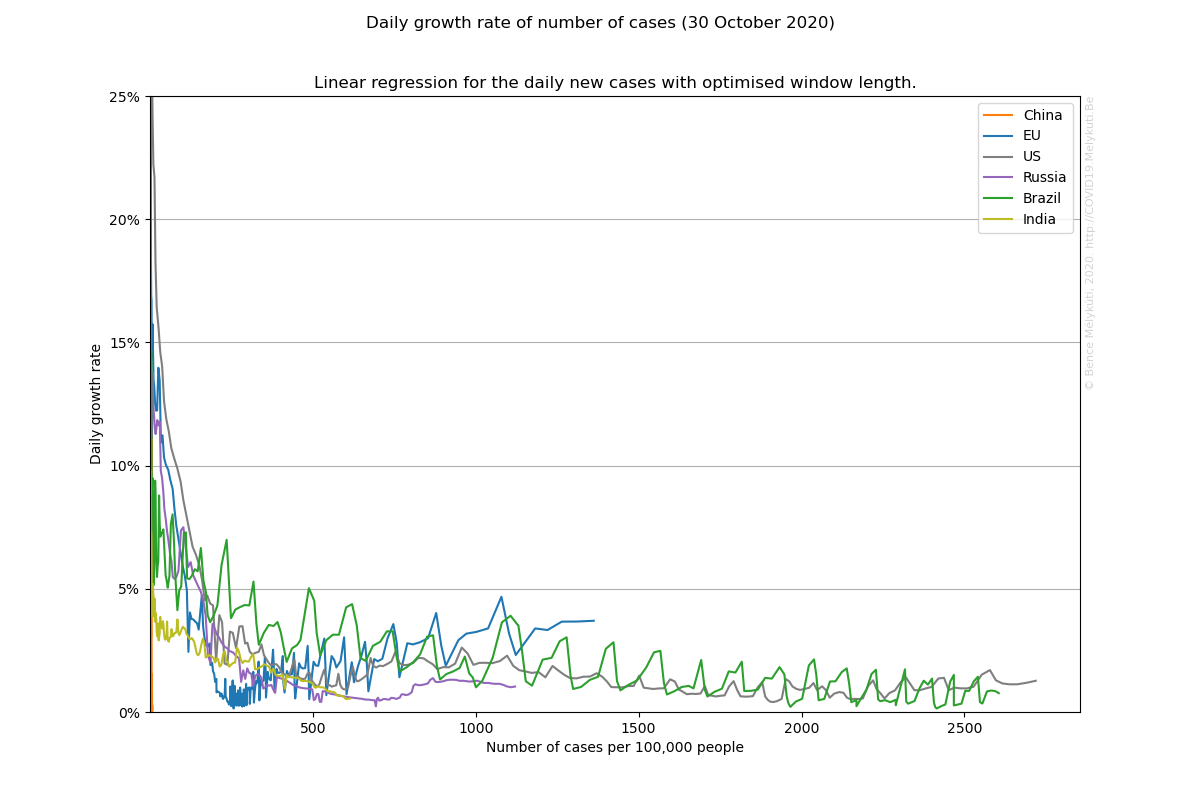 Daily growth rate of number of cases (30 October 2020)
Linear regression for the daily new cases with optimised window length.
25%
20%
15%
10%
5%
0%
Daily growth rate
China
EU
US
Russia
Brazil
India
© Bence Mélykúti, 2020. http://COVID19.Melykuti.Be
500
1000
1500
2000
2500
Number of cases per 100,000 people